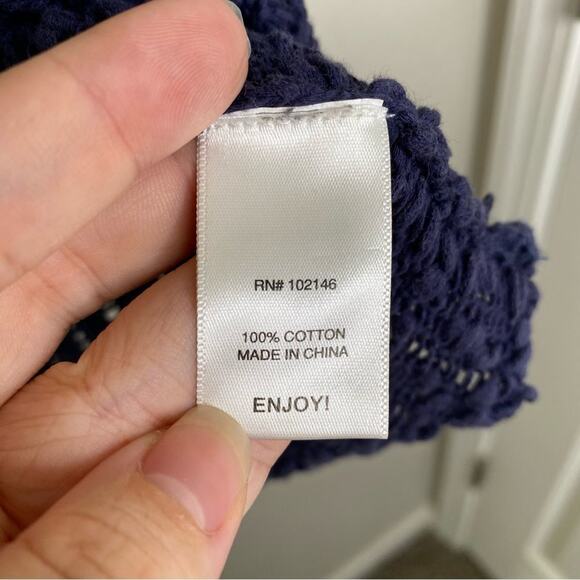 RN# 102146
100% COTTON
MADE IN CHINA
ENJOY!